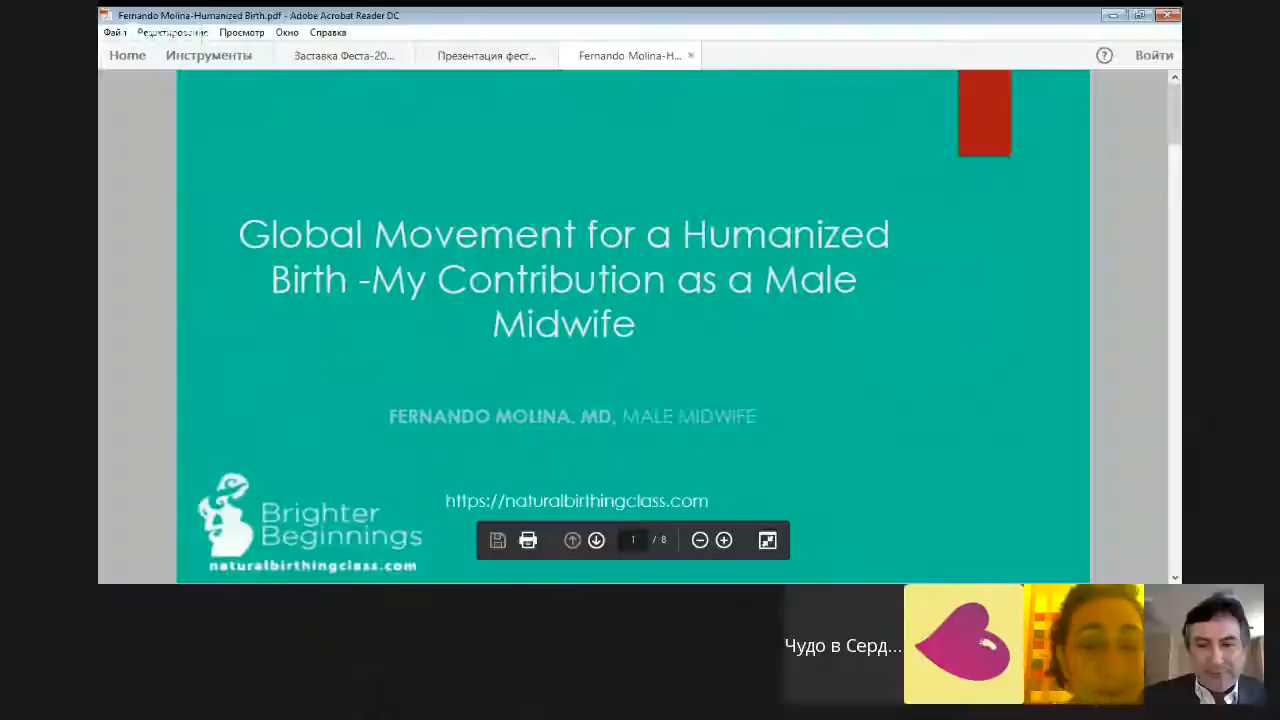 Fernando Molina-Humanized Birth.pdf - Adobe Acrobat Reader DC
Файл Редактирование Просмотр Окно Справка
Home Инструменты Заставка Феста-20... Презентация фест... Fernando Molina-H... × ? Войти
Global Movement for a Humanized
Birth -My Contribution as a Male
Midwife
FERNANDO MOLINA, MD, MALE MIDWIFE
https://naturalbirthingclass.com
Brighter
Beginnings
naturalbirthingclass.com
1 / 8
Чудо в Серд...